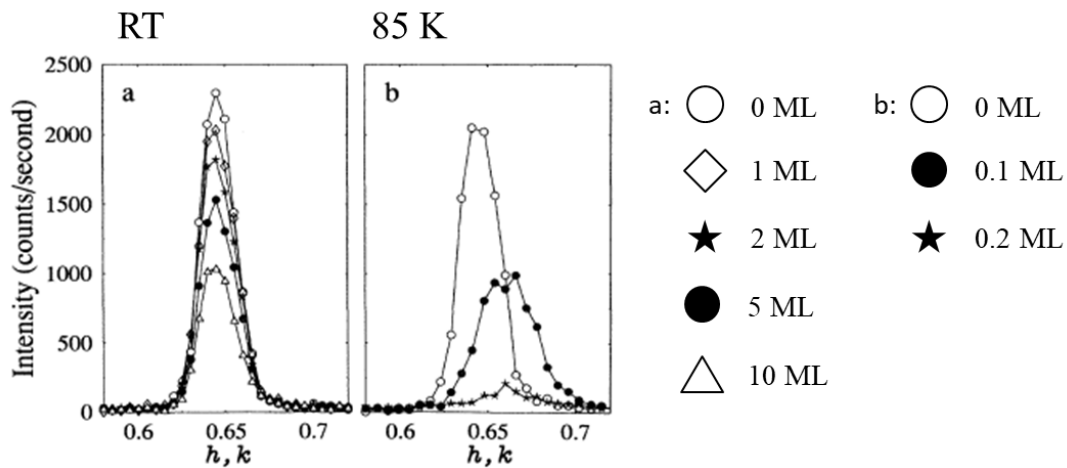 RT
85 K
Intensity (counts/second)
2500
2000
1500
1000
500
0
a
b
0.6
0.65
0.7
h, k
0.6
0.65
0.7
h, k
a:
0 ML
1 ML
2 ML
5 ML
10 ML
b:
0 ML
0.1 ML
0.2 ML